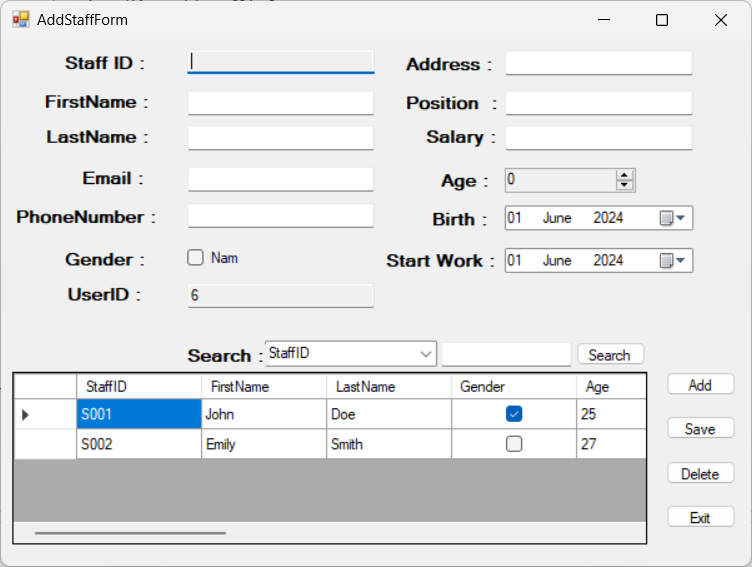 AddStaffForm
Staff ID :
Address :
FirstName :
Position :
LastName :
Salary :
Email :
Age : 0
PhoneNumber :
Birth : 01 June 2024
Gender : Nam
Start Work : 01 June 2024
UserID : 6
Search : StaffID Search
StaffID FirstName LastName Gender Age
S001 John Doe 25
S002 Emily Smith 27
Add
Save
Delete
Exit